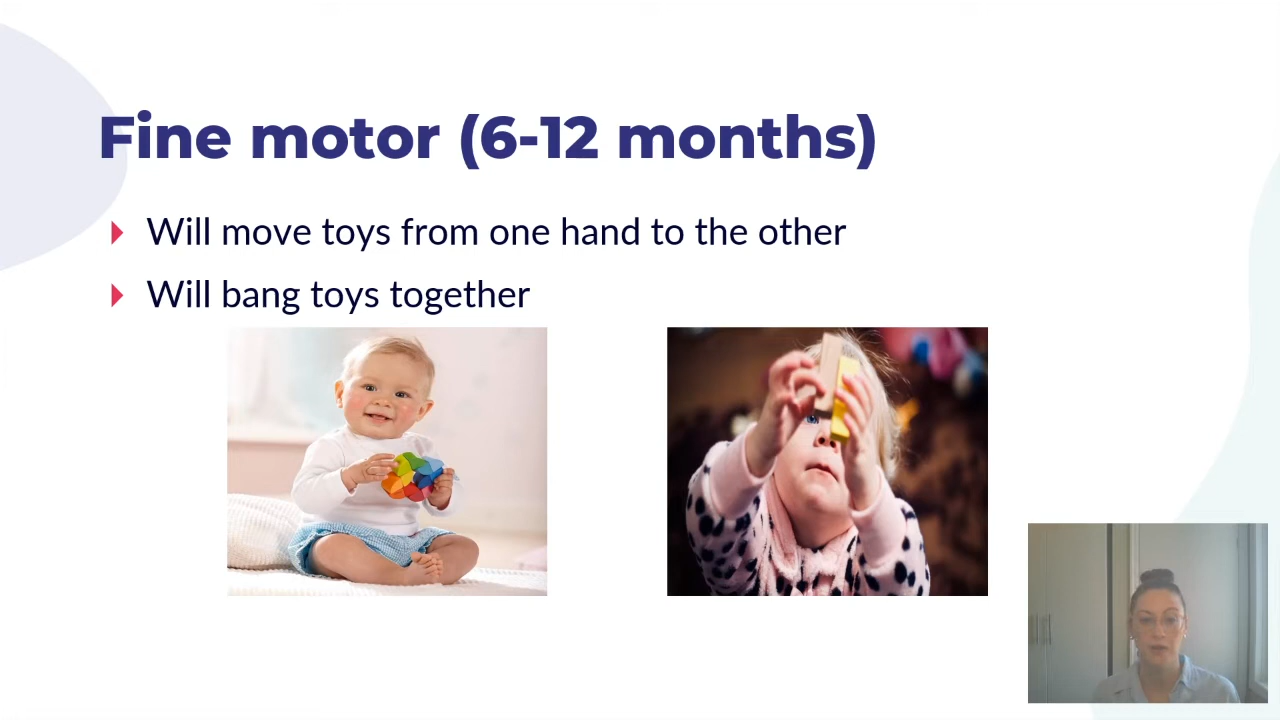 Fine motor (6-12 months)
Will move toys from one hand to the other
Will bang toys together